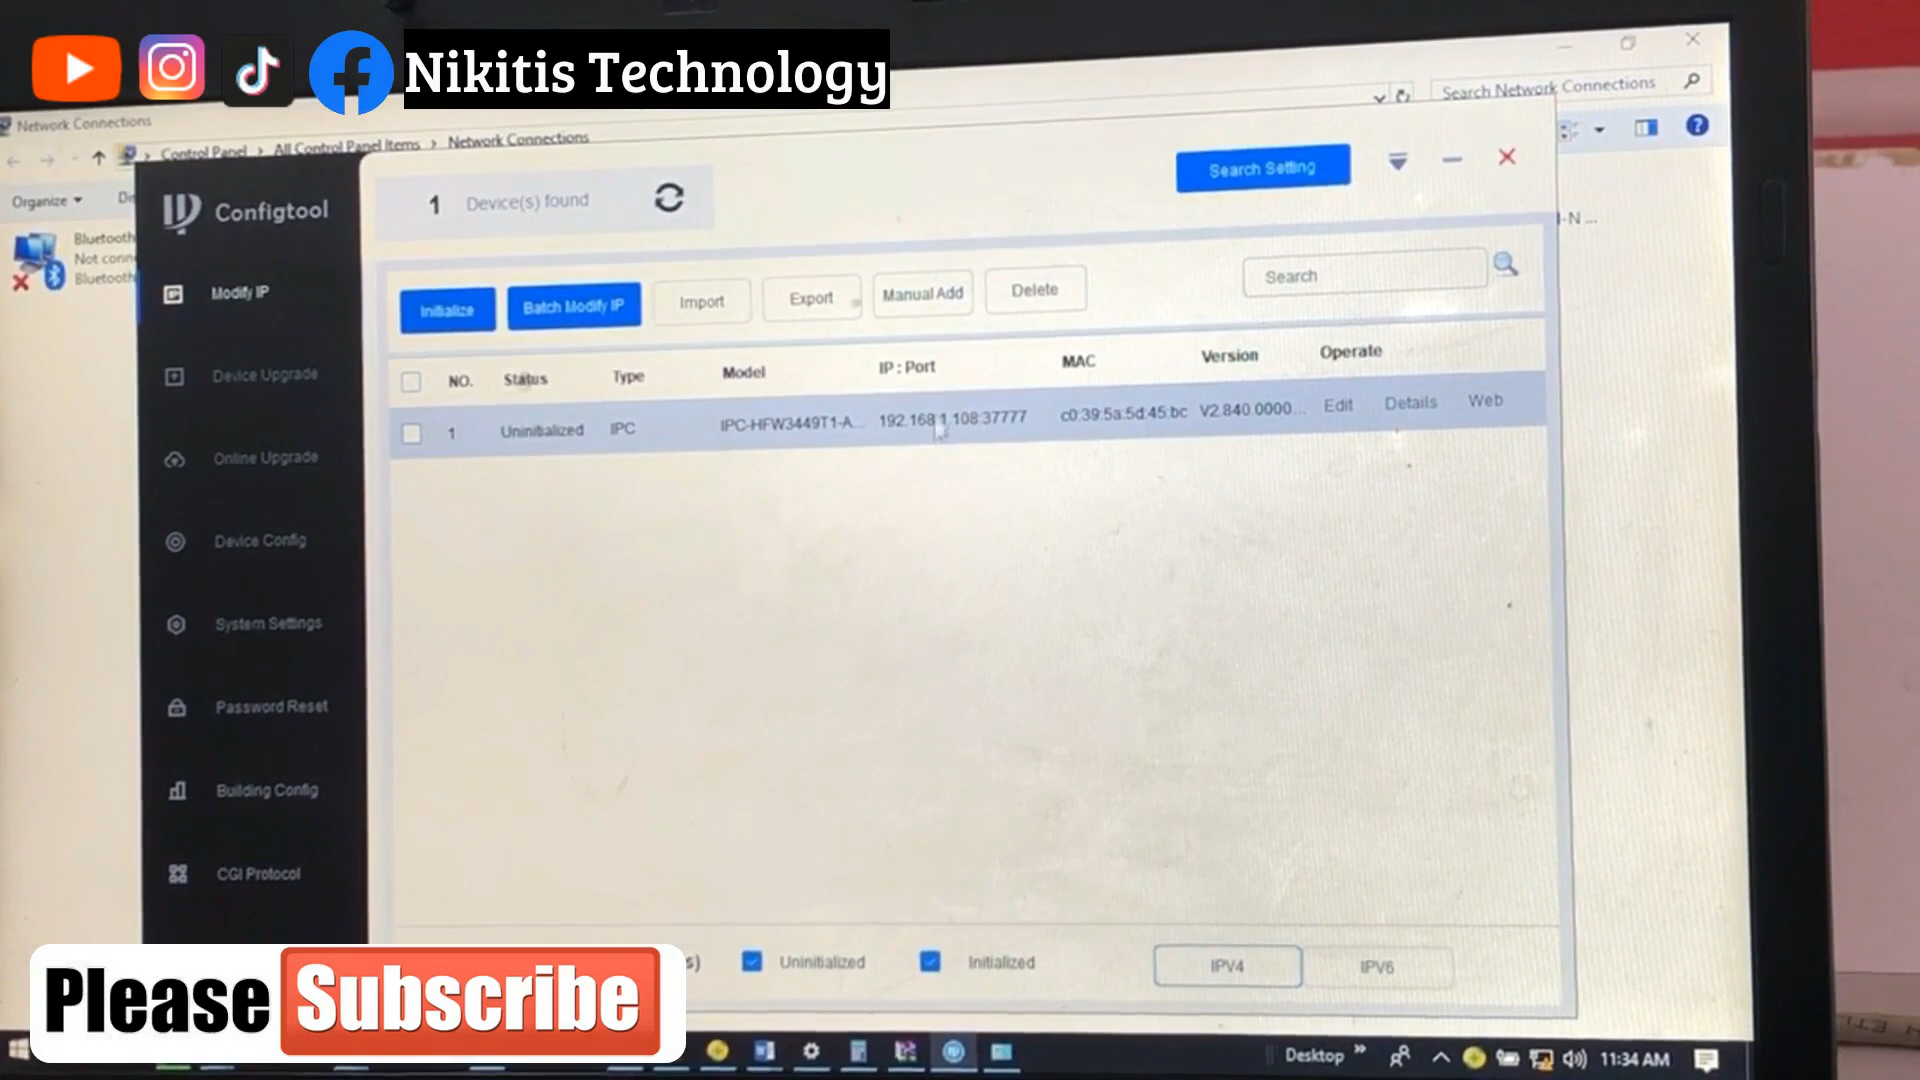 Nikitis Technology
Network Connections
Search Network Connections
Control Panel > All Control Panel Items > Network Connections
Organize
Bluetooth
Not conn
Bluetooth
Configtool
1 Device(s) found
Search Setting
Modify IP
Device Upgrade
Online Upgrade
Device Config
System Settings
Password Reset
Building Config
CGI Protocol
Initialize Batch Modify IP Import Export Manual Add Delete Search
NO. Status Type Model IP : Port MAC Version Operate
1 Uninitialized IPC IPC-HFW3449T1-A... 192.168.1.108:37777 c0:39:5a:5d:45:bc V2.840.0000... Edit Details Web
Uninitialized Initialized IPV4 IPV6
Please Subscribe
Desktop 11:34 AM